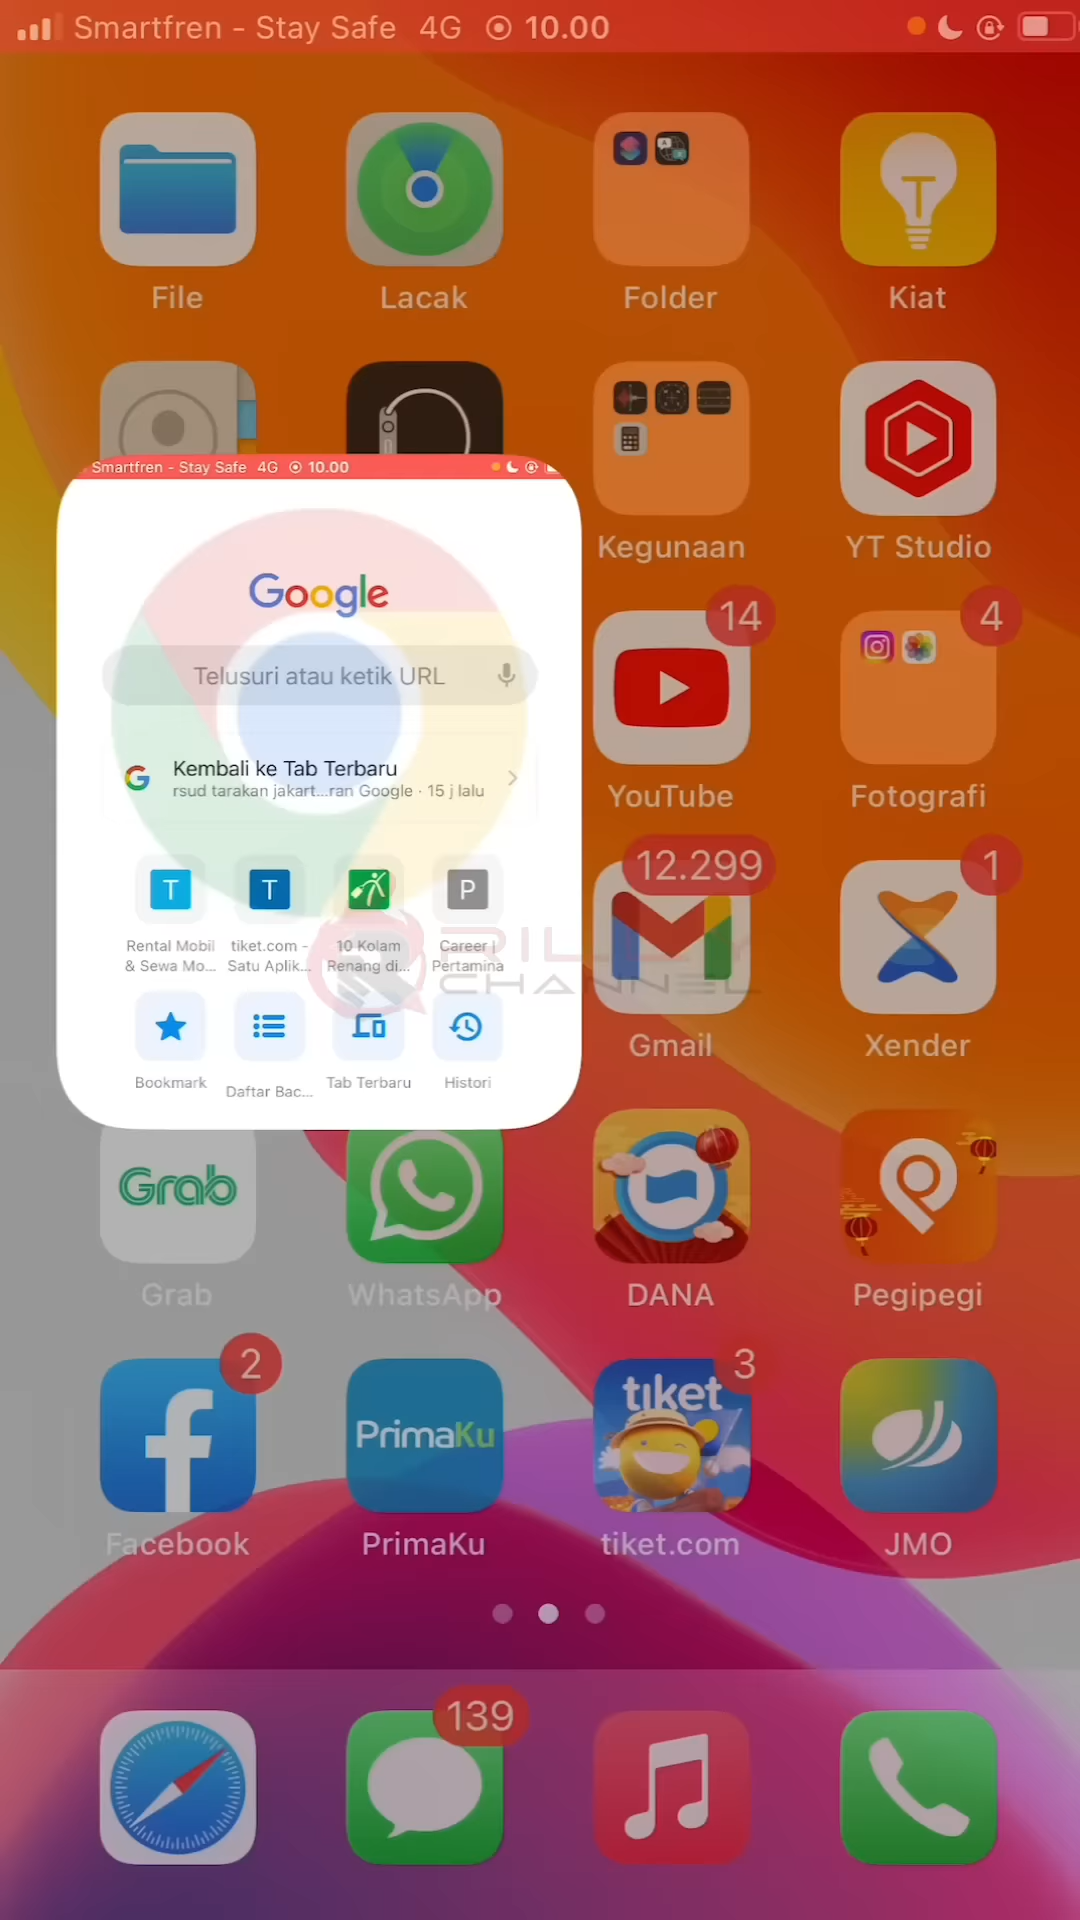 Smartfren - Stay Safe 4G 10.00
File
Lacak
Folder
Kiat
Kegunaan
YT Studio
Smartfren - Stay Safe 4G 10.00
Google
Telusuri atau ketik URL
Kembali ke Tab Terbaru
rsud tarakan jakart...ran Google · 15 j lalu
T
T
P
Rental Mobil
& Sewa Mo...
tiket.com -
Satu Aplik...
10 Kolam
Renang di...
Career |
Pertamina
Bookmark
Daftar Bac...
Tab Terbaru
Histori
14
YouTube
4
Fotografi
12.299
Gmail
1
Xender
RILLY
CHANNEL
Grab
Grab
WhatsApp
DANA
Pegipegi
2
Facebook
PrimaKu
PrimaKu
3
tiket
tiket.com
JMO
139